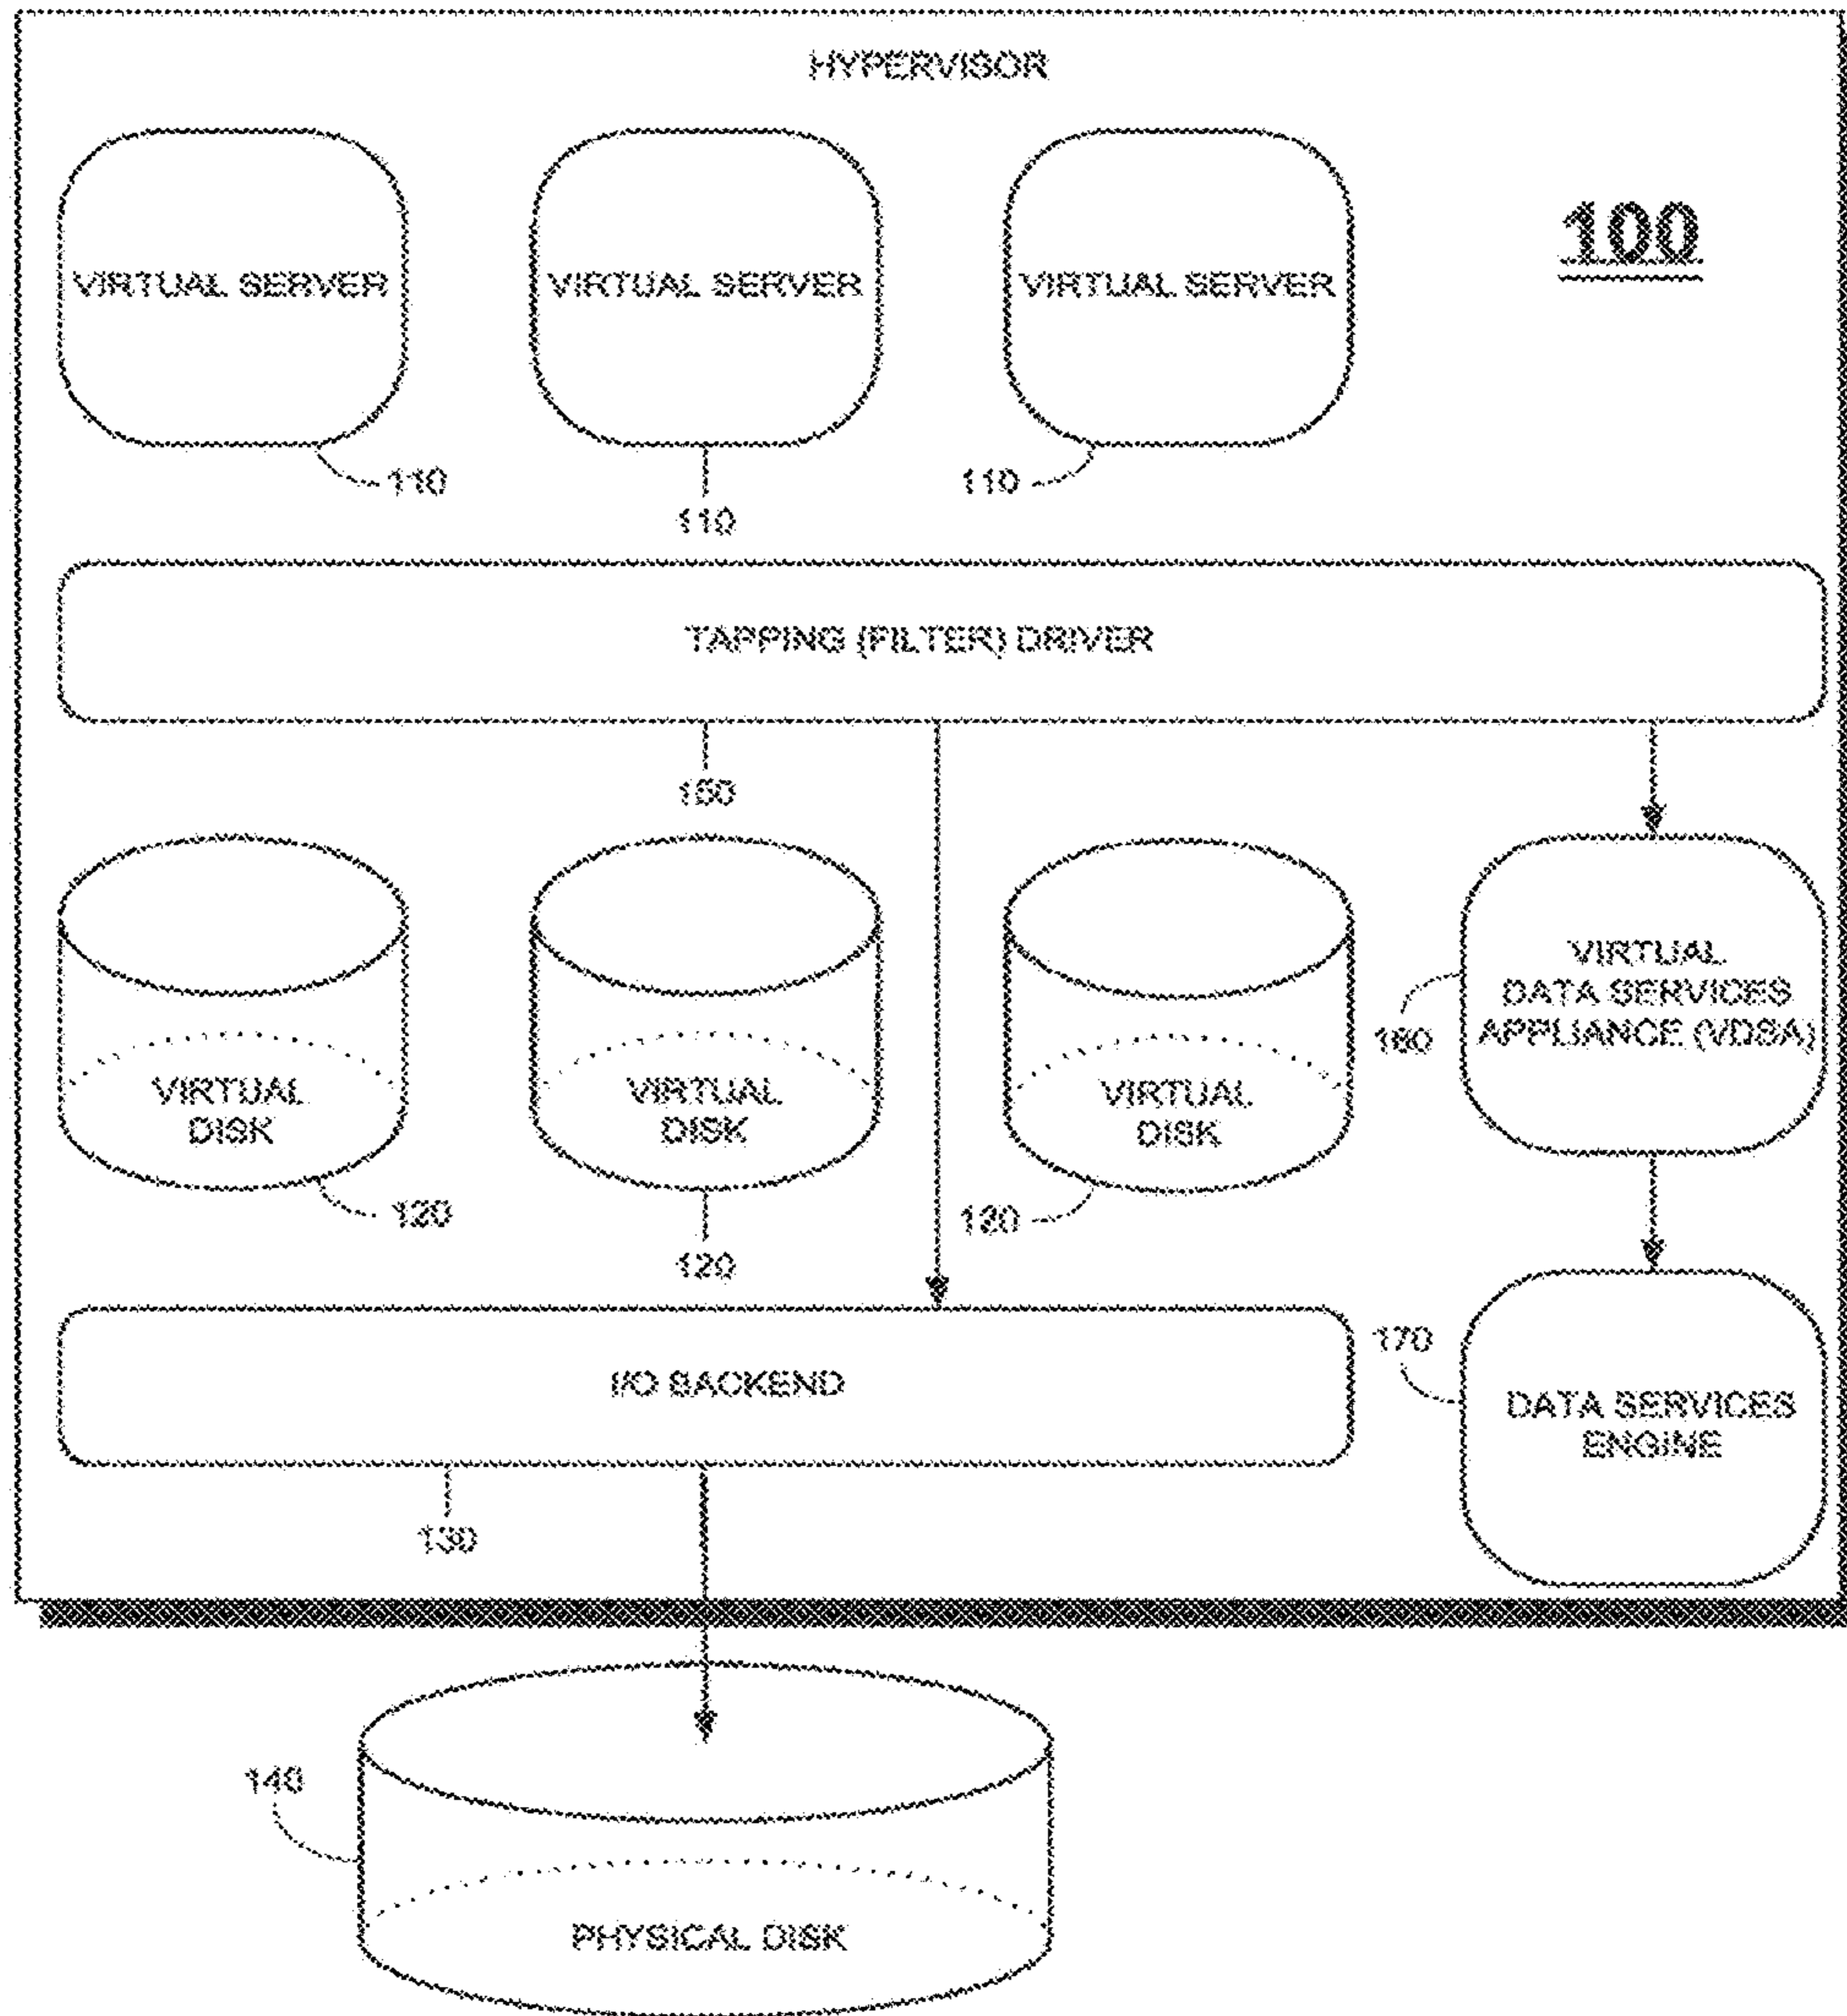 HYPERVISOR
VIRTUAL SERVER
VIRTUAL SERVER
VIRTUAL SERVER
100
110
110
110
TAPPING (FILTER) DRIVER
150
VIRTUAL
DISK
VIRTUAL
DISK
VIRTUAL
DISK
VIRTUAL
DATA SERVICES
APPLIANCE (VDSA)
160
120
120
120
I/O BACKEND
170
DATA SERVICES
ENGINE
130
140
PHYSICAL DISK